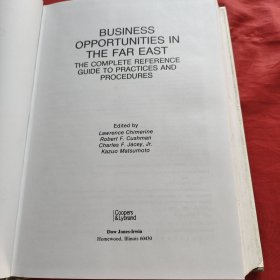 BUSINESS
OPPORTUNITIES IN
THE FAR EAST
THE COMPLETE REFERENCE
GUIDE TO PRACTICES AND
PROCEDURES
Edited by
Lawrence Chimerine
Robert F. Cushman
Charles F. Jacey, Jr.
Kazuo Matsumoto
Coopers
&Lybrand
Dow Jones-Irwin
Homewood, Illinois 60430